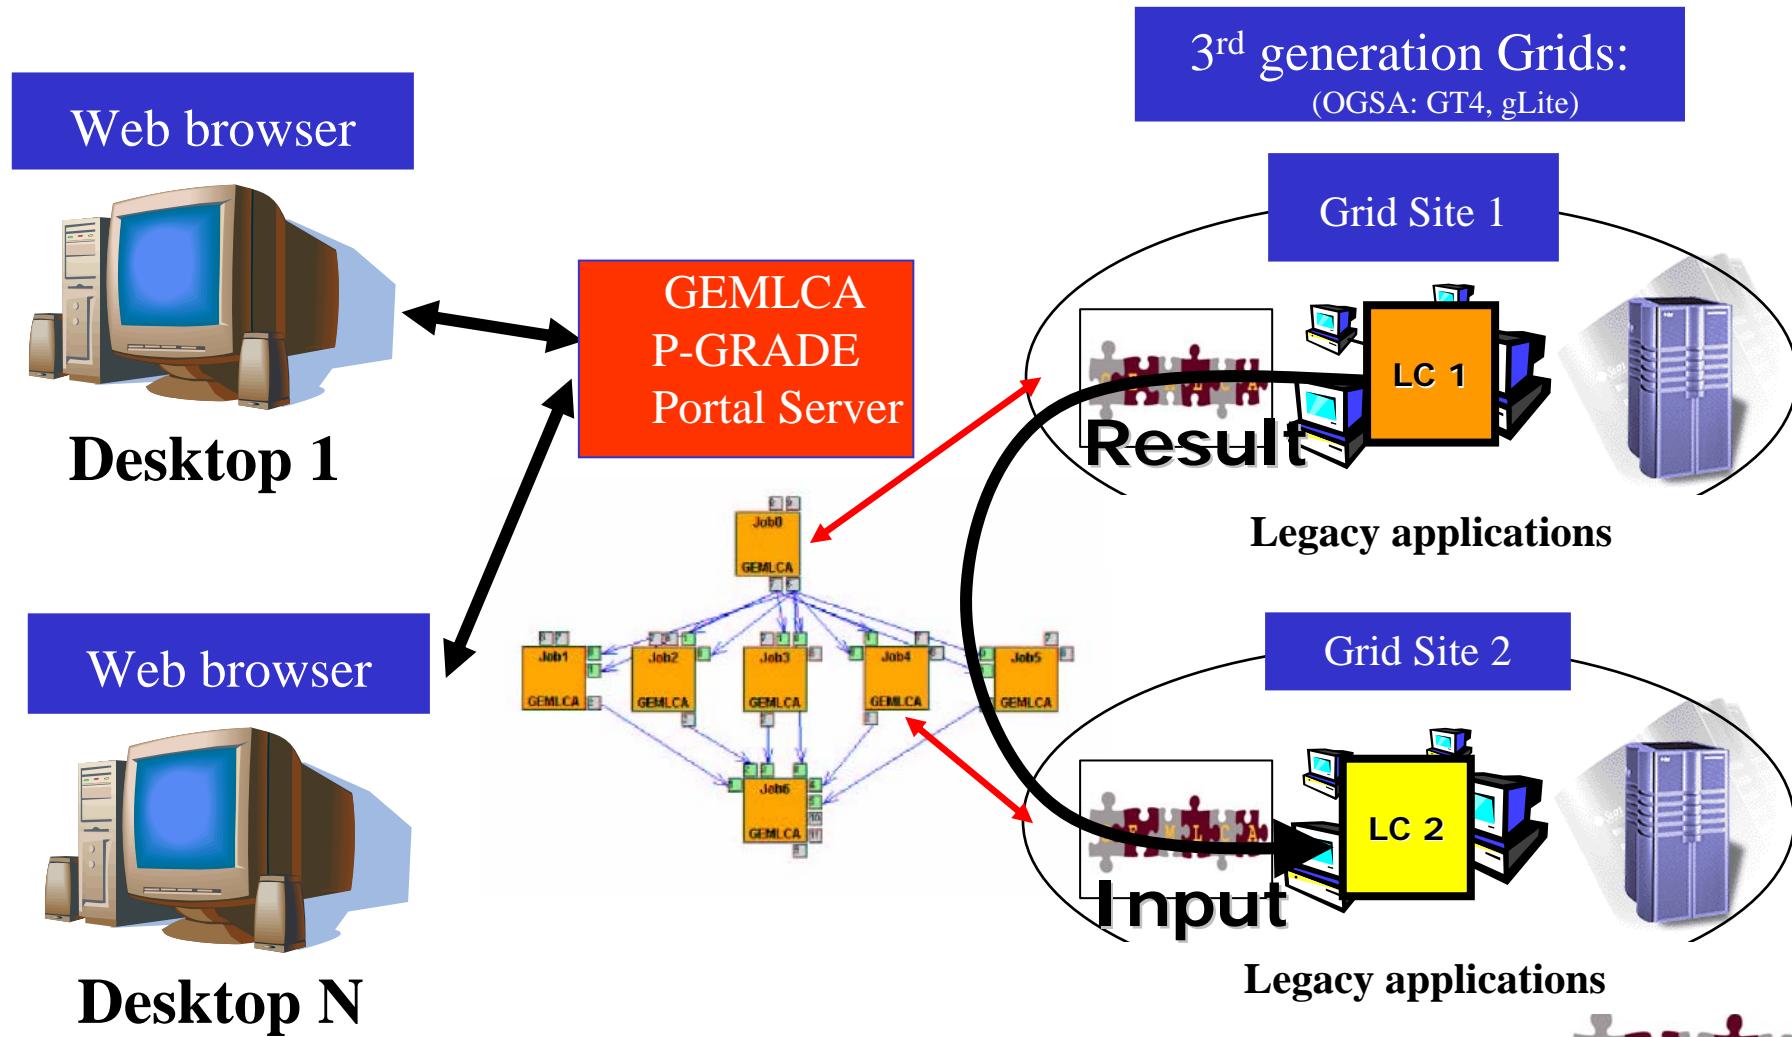 3rd generation Grids:
(OGSA: GT4, gLite)
Web browser
Grid Site 1
GEMLCA
P-GRADE
Portal Server
LC 1
Result
Desktop 1
Legacy applications
Job0
GEMLCA
Web browser
Grid Site 2
Job1
GEMLCA
Job2
GEMLCA
Job3
GEMLCA
Job4
GEMLCA
Job5
GEMLCA
Job6
GEMLCA
LC 2
Input
Desktop N
Legacy applications